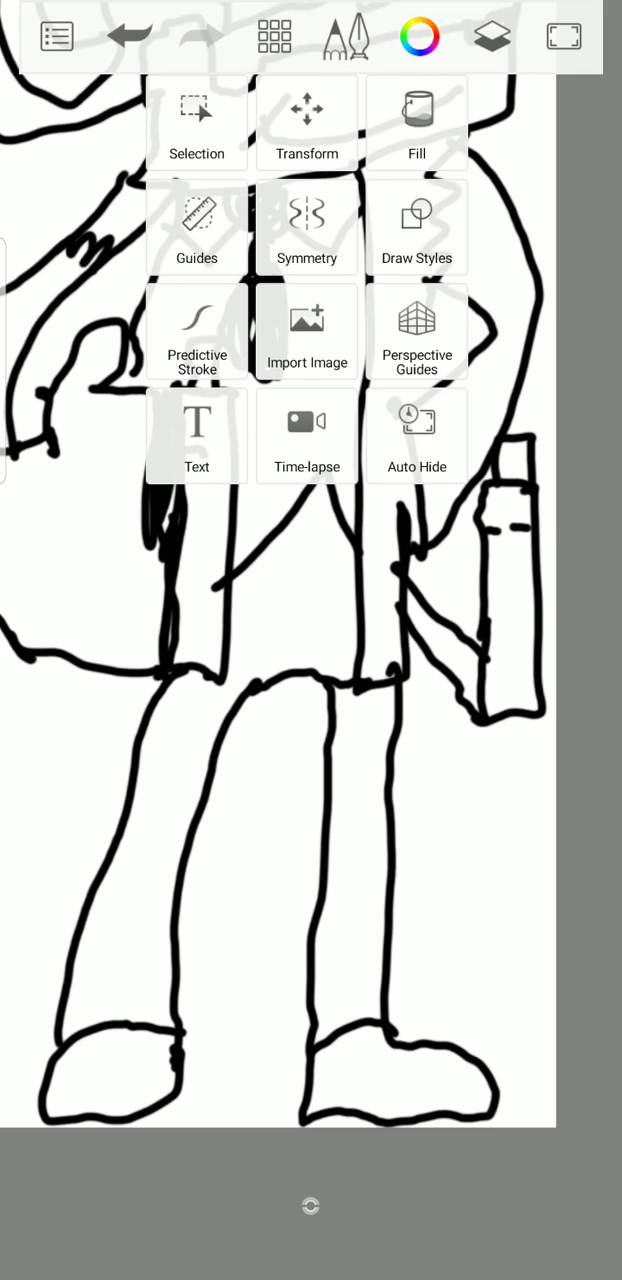 Selection
Transform
Fill
Guides
Symmetry
Draw Styles
Predictive
Stroke
Import Image
Perspective
Guides
Text
Time-lapse
Auto Hide